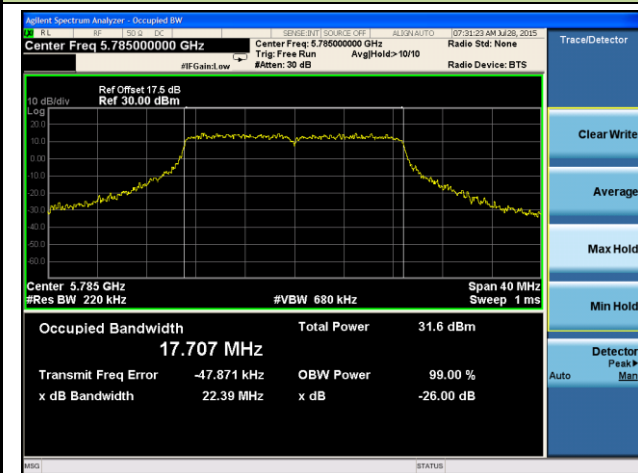 Agilent Spectrum Analyzer - Occupied BW
RL RF 50 Ω DC SENSE:INT SOURCE OFF ALIGN AUTO 07:31:23 AM Jul 28, 2015
Center Freq 5.785000000 GHz
Center Freq: 5.785000000 GHz
Radio Std: None
Trig: Free Run Avg|Hold:>10/10
#IFGain:Low #Atten: 30 dB Radio Device: BTS
Trace/Detector
Ref Offset 17.5 dB
10 dB/div Ref 30.00 dBm
Log
20.0
10.0
0.00
-10.0
-20.0
-30.0
-40.0
-50.0
-60.0
Center 5.785 GHz Span 40 MHz
#Res BW 220 kHz #VBW 680 kHz Sweep 1 ms
Occupied Bandwidth Total Power 31.6 dBm
17.707 MHz
Transmit Freq Error -47.871 kHz OBW Power 99.00 %
x dB Bandwidth 22.39 MHz x dB -26.00 dB
Clear Write
Average
Max Hold
Min Hold
Detector
Peak▶
Auto Man
MSG STATUS